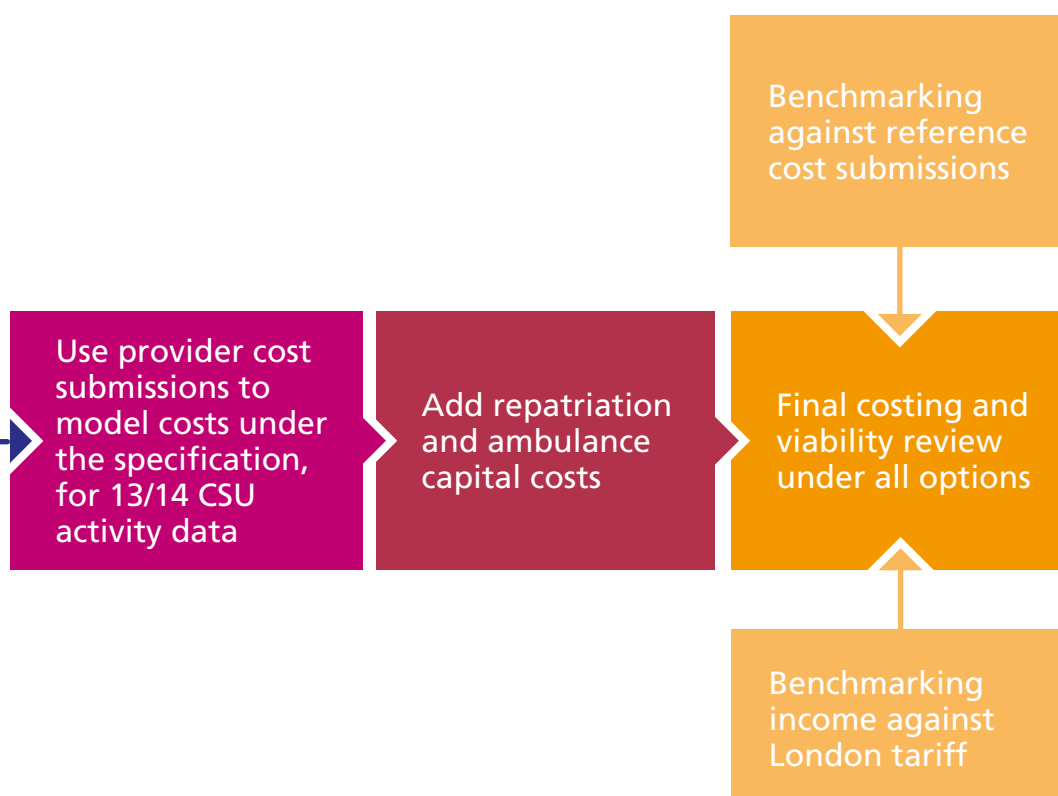 Benchmarking
against reference
cost submissions
Use provider cost
submissions to
model costs under
the specification,
for 13/14 CSU
activity data
Add repatriation
and ambulance
capital costs
Final costing and
viability review
under all options
Benchmarking
income against
London tariff